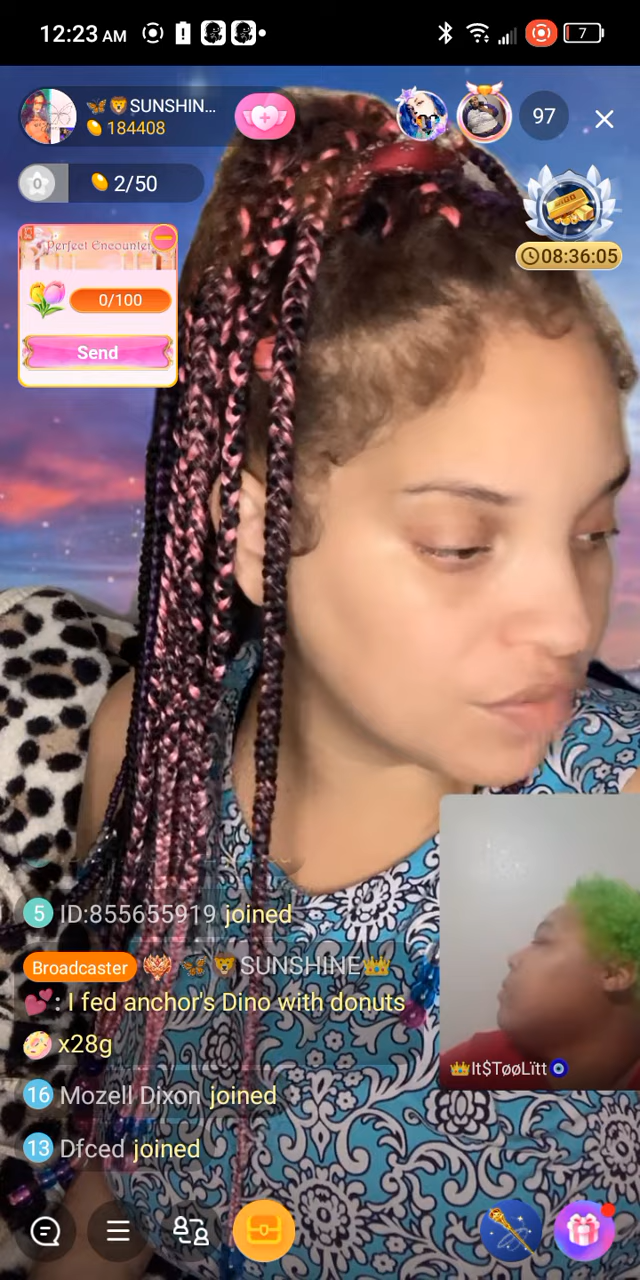 12:23 AM
7
🦋🦁SUNSHIN...
184408
97
0
2/50
Perfect Encounter
0/100
Send
08:36:05
5 ID:855655919 joined
Broadcaster 🦋🦁SUNSHINE👑
💕: I fed anchor's Dino with donuts
🍩 x28g
16 Mozell Dixon joined
13 Dfced joined
👑It$TøøLïtt🧿